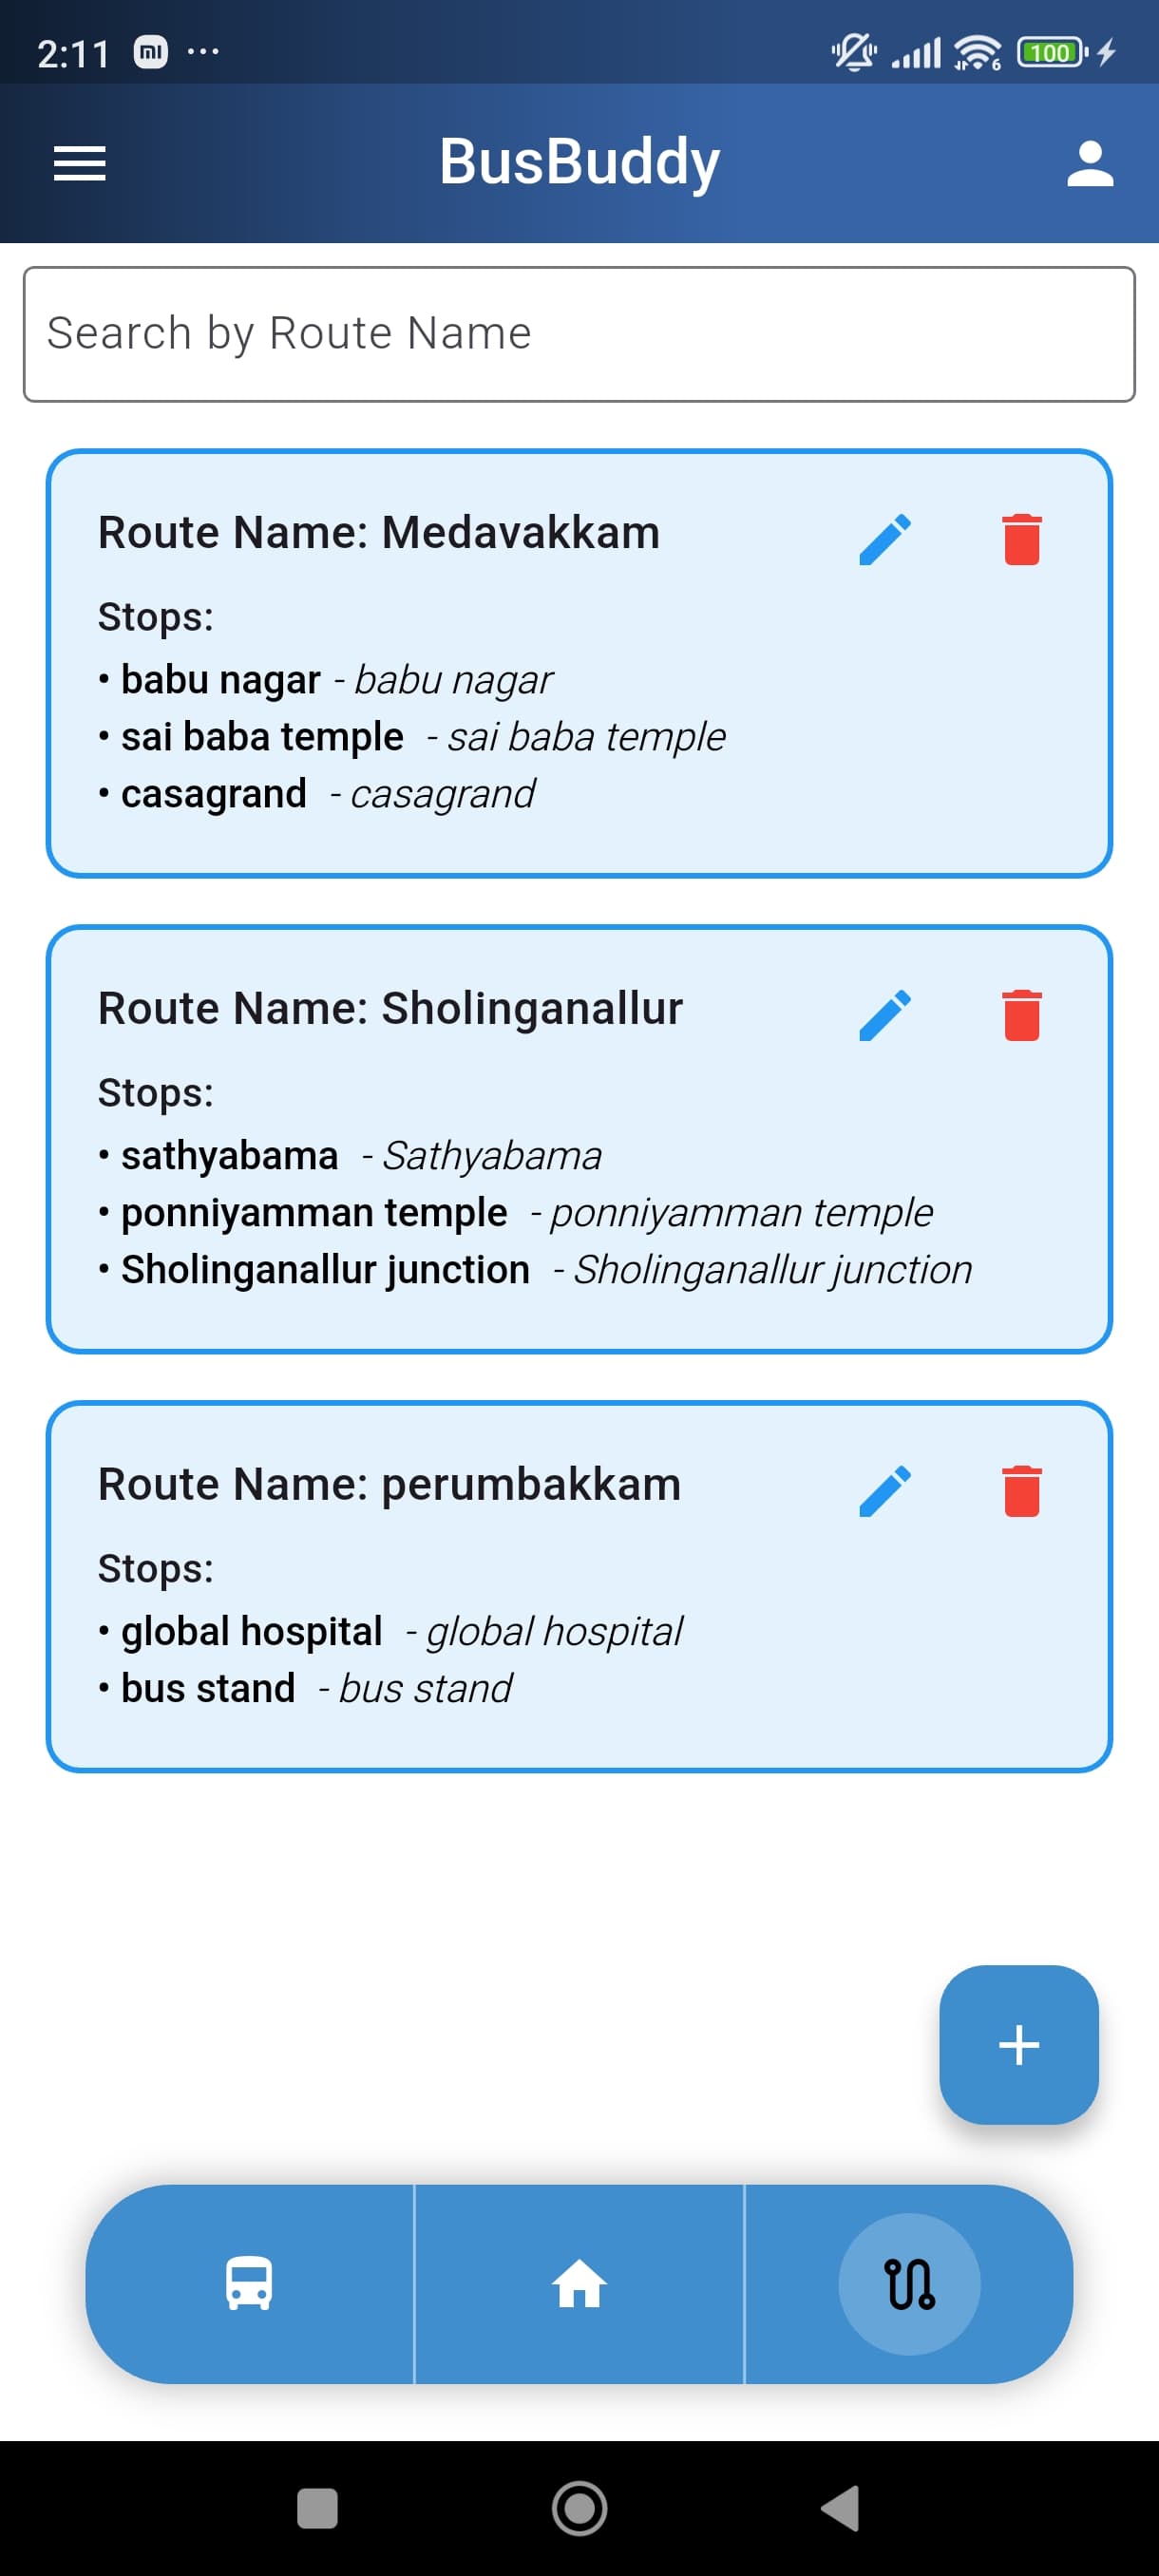 2:11
100
BusBuddy
Search by Route Name
Route Name: Medavakkam
Stops:
• babu nagar - babu nagar
• sai baba temple - sai baba temple
• casagrand - casagrand
Route Name: Sholinganallur
Stops:
• sathyabama - Sathyabama
• ponniyamman temple - ponniyamman temple
• Sholinganallur junction - Sholinganallur junction
Route Name: perumbakkam
Stops:
• global hospital - global hospital
• bus stand - bus stand